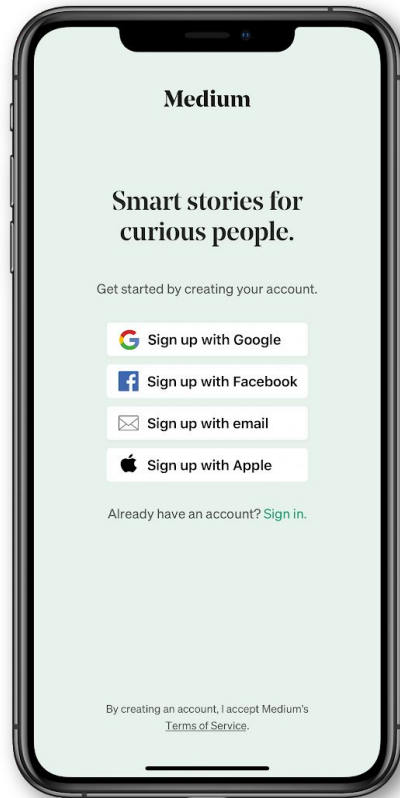 Medium
Smart stories for
curious people.
Get started by creating your account.
Sign up with Google
Sign up with Facebook
Sign up with email
Sign up with Apple
Already have an account? Sign in.
By creating an account, I accept Medium's
Terms of Service.